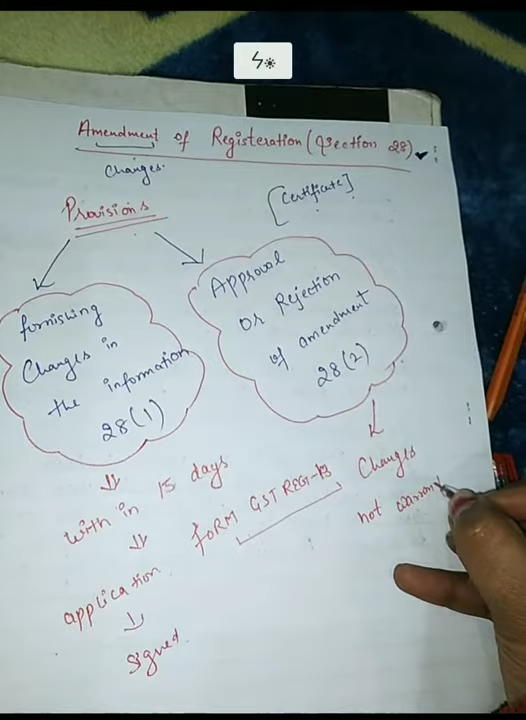 Amendment of Registeration (Section 28)
Changes.
[Certificate]
Provisions
furnishing
Changes in
the information
28(1)
Approval
or Rejection
of amendment
28(2)
with in 15 days
application
signed.
FORM GST REG-13
Changes
not warran